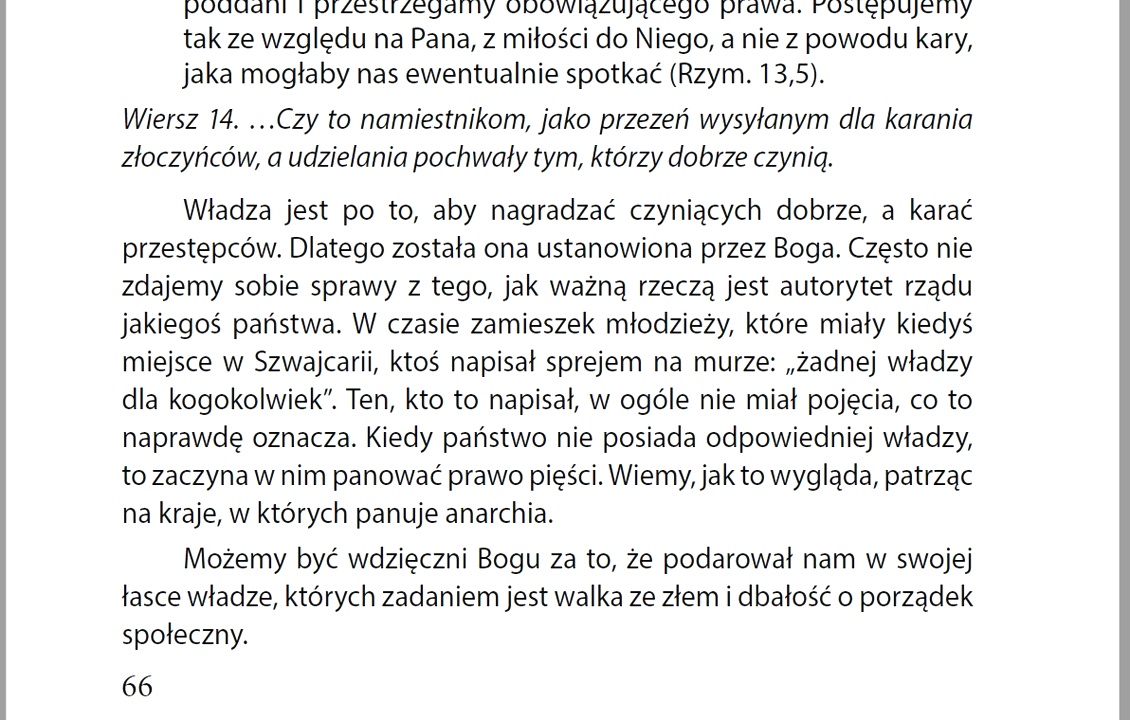 poddani i przestrzegamy obowiązującego prawa. Postępujemy
tak ze względu na Pana, z miłości do Niego, a nie z powodu kary,
jaka mogłaby nas ewentualnie spotkać (Rzym. 13,5).
Wiersz 14. …Czy to namiestnikom, jako przezeń wysyłanym dla karania
złoczyńców, a udzielania pochwały tym, którzy dobrze czynią.
Władza jest po to, aby nagradzać czyniących dobrze, a karać
przestępców. Dlatego została ona ustanowiona przez Boga. Często nie
zdajemy sobie sprawy z tego, jak ważną rzeczą jest autorytet rządu
jakiegoś państwa. W czasie zamieszek młodzieży, które miały kiedyś
miejsce w Szwajcarii, ktoś napisał sprejem na murze: „żadnej władzy
dla kogokolwiek”. Ten, kto to napisał, w ogóle nie miał pojęcia, co to
naprawdę oznacza. Kiedy państwo nie posiada odpowiedniej władzy,
to zaczyna w nim panować prawo pięści. Wiemy, jak to wygląda, patrząc
na kraje, w których panuje anarchia.
Możemy być wdzięczni Bogu za to, że podarował nam w swojej
łasce władze, których zadaniem jest walka ze złem i dbałość o porządek
społeczny.
66